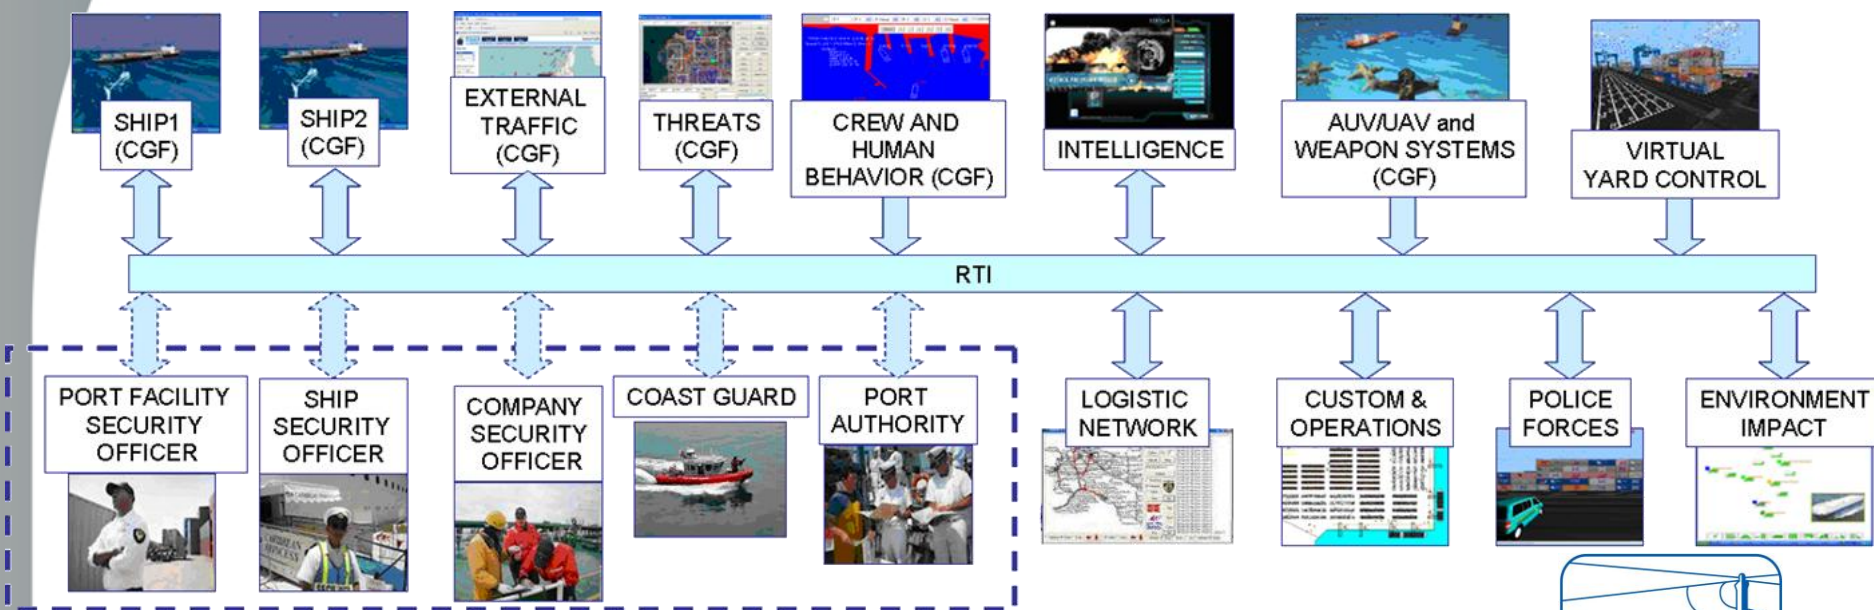 SHIP1
(CGF)
SHIP2
(CGF)
EXTERNAL
TRAFFIC
(CGF)
THREATS
(CGF)
CREW AND
HUMAN
BEHAVIOR (CGF)
INTELLIGENCE
AUV/UAV and
WEAPON SYSTEMS
(CGF)
VIRTUAL
YARD CONTROL
RTI
PORT FACILITY
SECURITY
OFFICER
SHIP
SECURITY
OFFICER
COMPANY
SECURITY
OFFICER
COAST GUARD
PORT
AUTHORITY
LOGISTIC
NETWORK
CUSTOM &
OPERATIONS
POLICE
FORCES
ENVIRONMENT
IMPACT